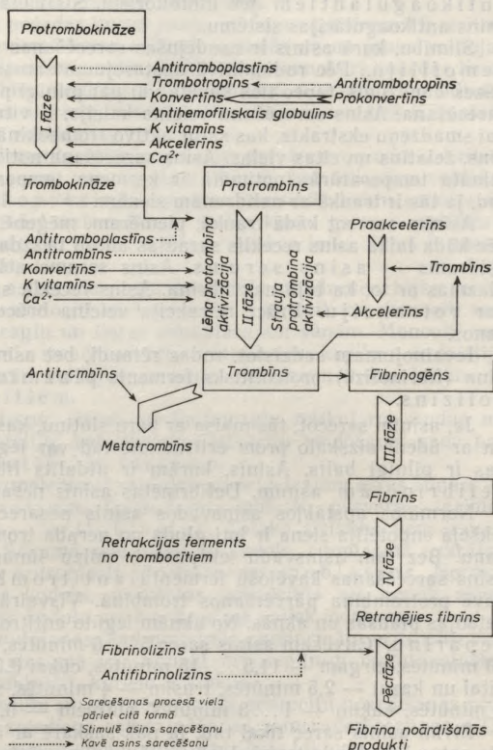 Protrombokināze
I fāze
Antitromboplastīns
Trombotropīns
Antitrombotropīns
Konvertīns
Prokonvertīns
Antihemofīliskais globulīns
K vitamīns
Akcelerīns
Ca²⁺
Trombokināze
Protrombīns
Proakcelerīns
Antitromboplastīns
Antitrombīns
Konvertīns
K vitamīns
Ca²⁺
Lēna protrombīna aktivizācija
II fāze
Strauja protrombīna aktivizācija
Trombīns
Akcelerīns
Antitrombīns
Trombīns
Fibrinogēns
Metatrombīns
III fāze
Fibrīns
Retrakcijas ferments
no trombocītiem
IV fāze
Blīvējies fibrīns
Fibrinolizīns
Antifibrinolizīns
Pēcfāze
Sarecēšanas procesā viela
pāriet citā formā
Stimulē asins sarecēšanu
Kavē asins sarecēšanu
Fibrīna noārdīšanās
produkti